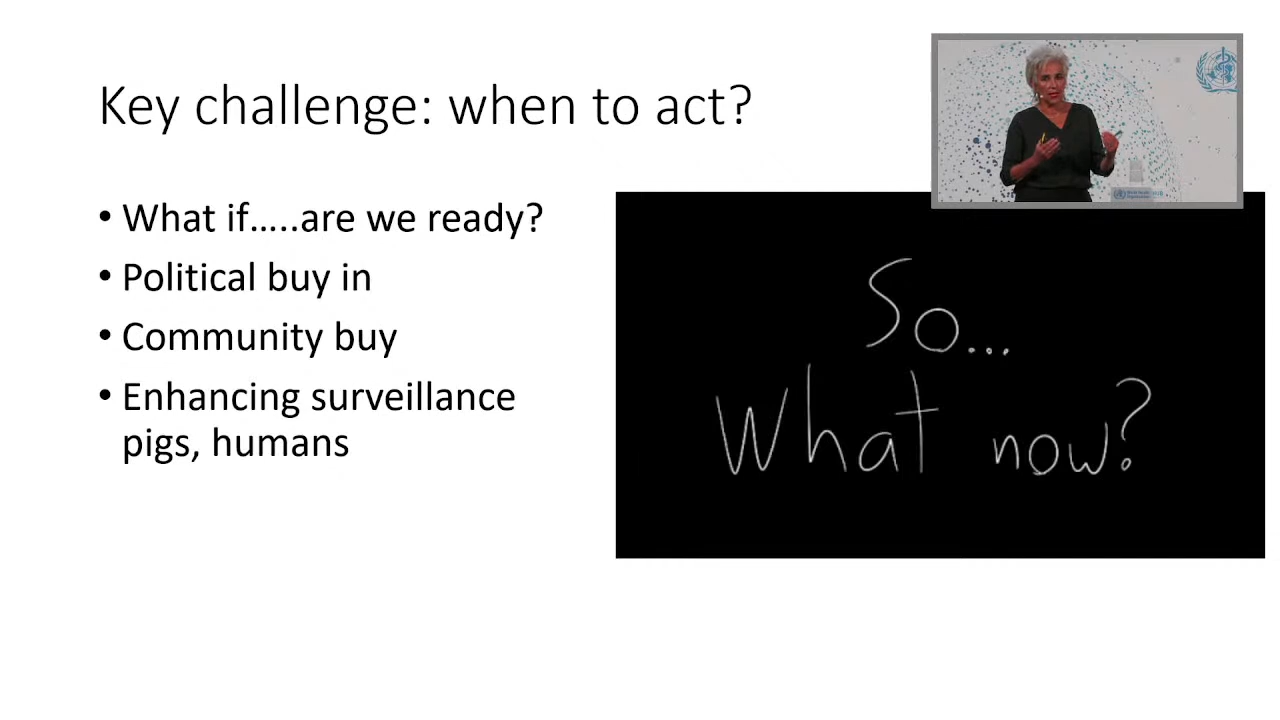 Key challenge: when to act?
• What if…..are we ready?
• Political buy in
• Community buy
• Enhancing surveillance
pigs, humans
So...
What now?